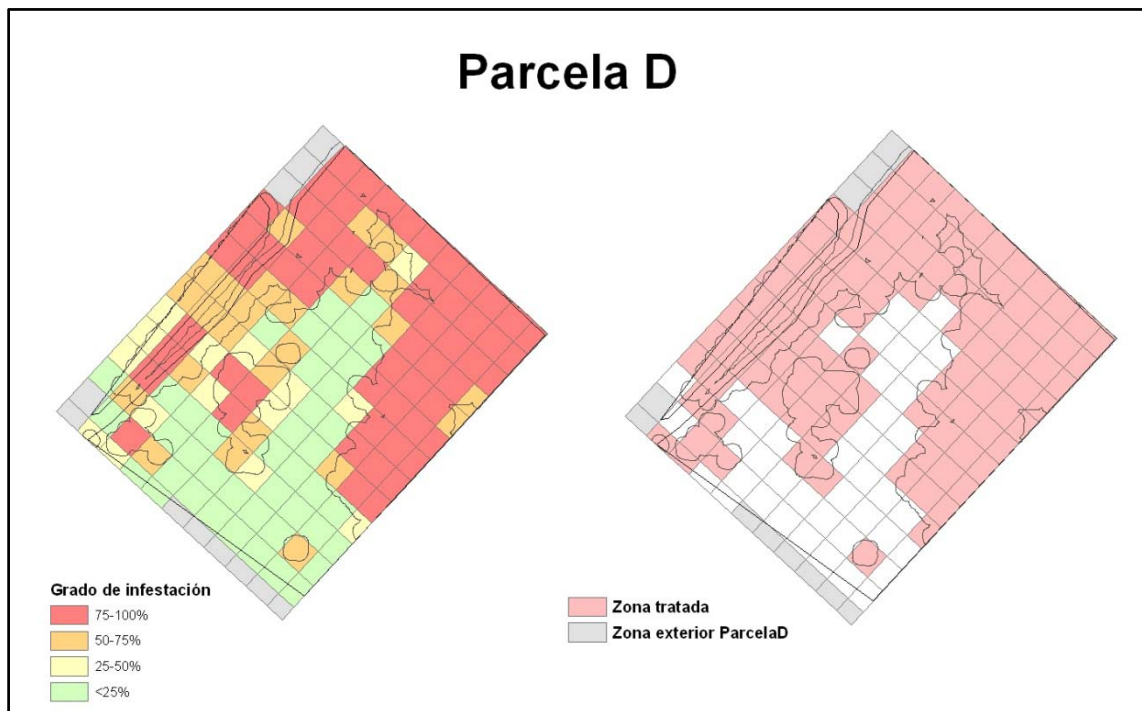 Parcela D
Grado de infestación
75-100%
50-75%
25-50%
<25%
Zona tratada
Zona exterior ParcelaD